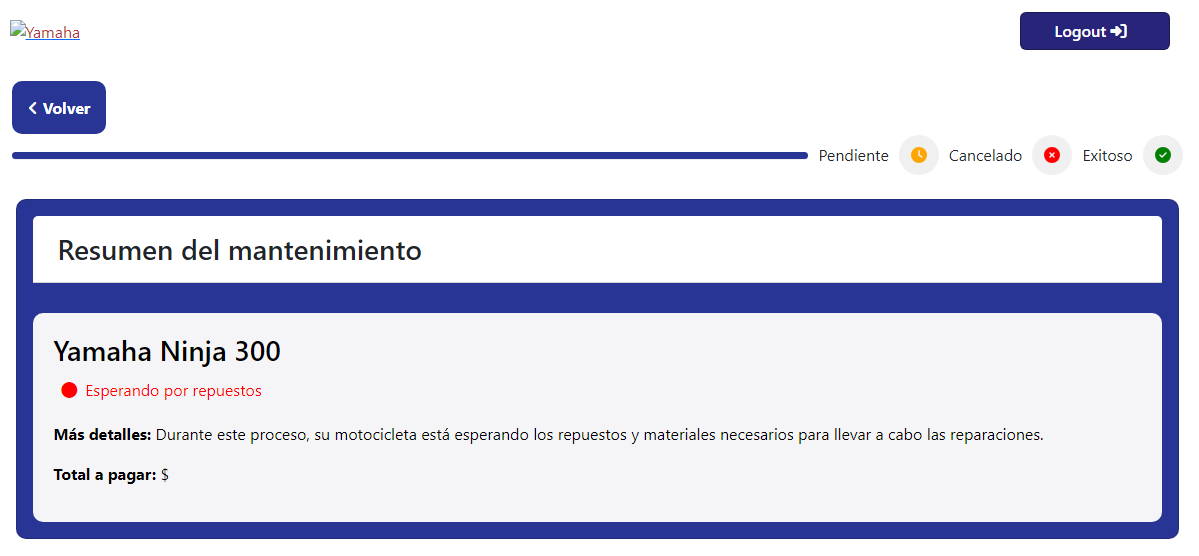 Yamaha
Logout
Volver
Pendiente Cancelado Exitoso
Resumen del mantenimiento
Yamaha Ninja 300
Esperando por repuestos
Más detalles: Durante este proceso, su motocicleta está esperando los repuestos y materiales necesarios para llevar a cabo las reparaciones.
Total a pagar: $